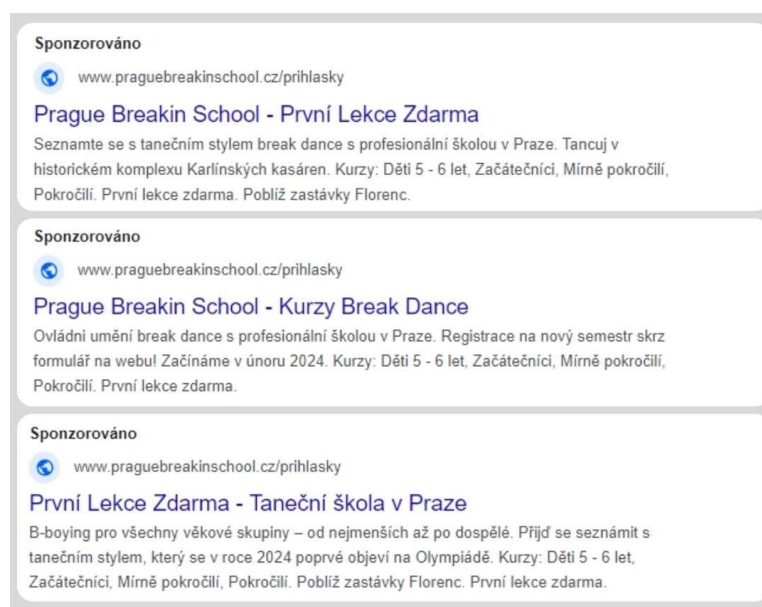 Sponzorováno
www.praguebreakinschool.cz/prihlasky
Prague Breakin School - První Lekce Zdarma
Seznamte se s tanečním stylem break dance s profesionální školou v Praze. Tancuj v
historickém komplexu Karlínských kasáren. Kurzy: Děti 5 - 6 let, Začátečníci, Mírně pokročilí,
Pokročilí. První lekce zdarma. Poblíž zastávky Florenc.
Sponzorováno
www.praguebreakinschool.cz/prihlasky
Prague Breakin School - Kurzy Break Dance
Ovládni umění break dance s profesionální školou v Praze. Registrace na nový semestr skrz
formulář na webu! Začínáme v únoru 2024. Kurzy: Děti 5 - 6 let, Začátečníci, Mírně pokročilí,
Pokročilí. První lekce zdarma.
Sponzorováno
www.praguebreakinschool.cz/prihlasky
První Lekce Zdarma - Taneční škola v Praze
B-boying pro všechny věkové skupiny – od nejmenších až po dospělé. Přijď se seznámit s
tanečním stylem, který se v roce 2024 poprvé objeví na Olympiádě. Kurzy: Děti 5 - 6 let,
Začátečníci, Mírně pokročilí, Pokročilí. Poblíž zastávky Florenc. První lekce zdarma.